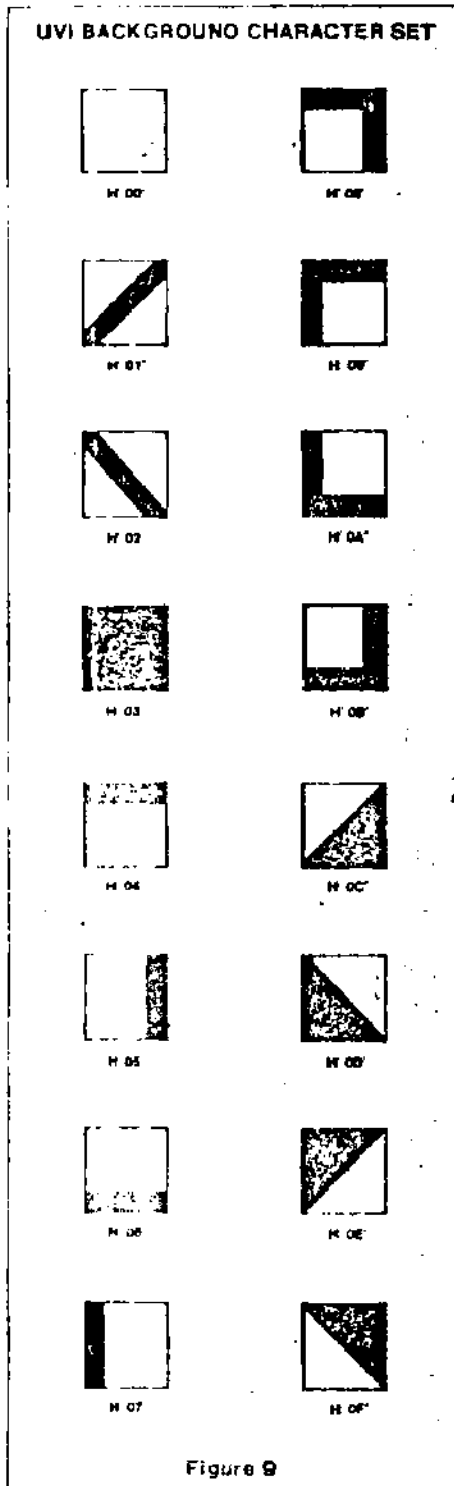 UVI BACKGROUND CHARACTER SET
H' 00'
H' 08'
H' 01'
H' 09'
H' 02
H' 0A'
H' 03
H' 0B'
H' 04
H' 0C'
H' 05
H' 0D'
H' 06
H' 0E'
H' 07
H' 0F'
Figure 9